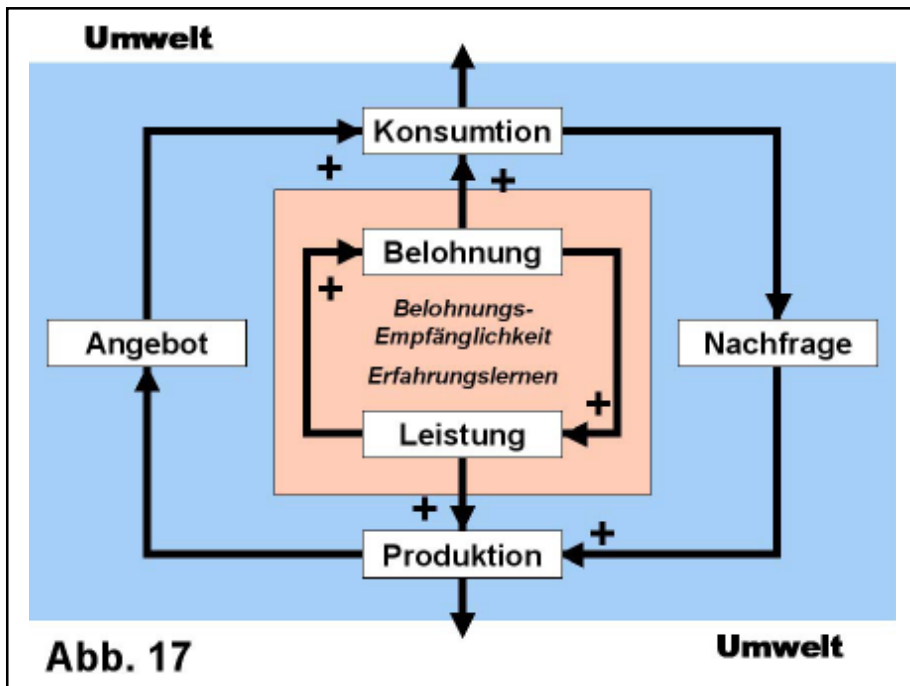 Umwelt
Konsumtion
+
+
Belohnung
+
Belohnungs-
Empfänglichkeit
Angebot
Nachfrage
Erfahrungslernen
+
Leistung
+
+
Produktion
Umwelt
Abb. 17